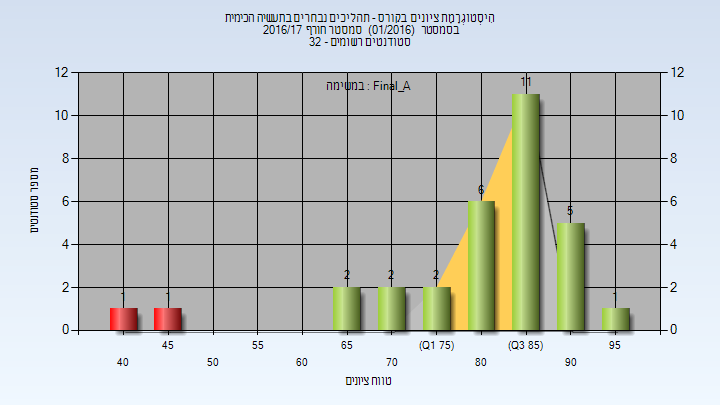 היסטוגרמת ציונים בקורס - תהליכים נבחרים בתעשיה הכימית
בסמסטר (01/2016) סמסטר חורף 2016/17
סטודנטים רשומים - 32
במשימה : Final_A
מספר סטודנטים
12 12
10 10
8 8
6 6
4 4
2 2
0 0
1 1 2 2 2 6 11 5 1
45 55 65 (Q1 75) (Q3 85) 95
40 50 60 70 80 90
טווח ציונים